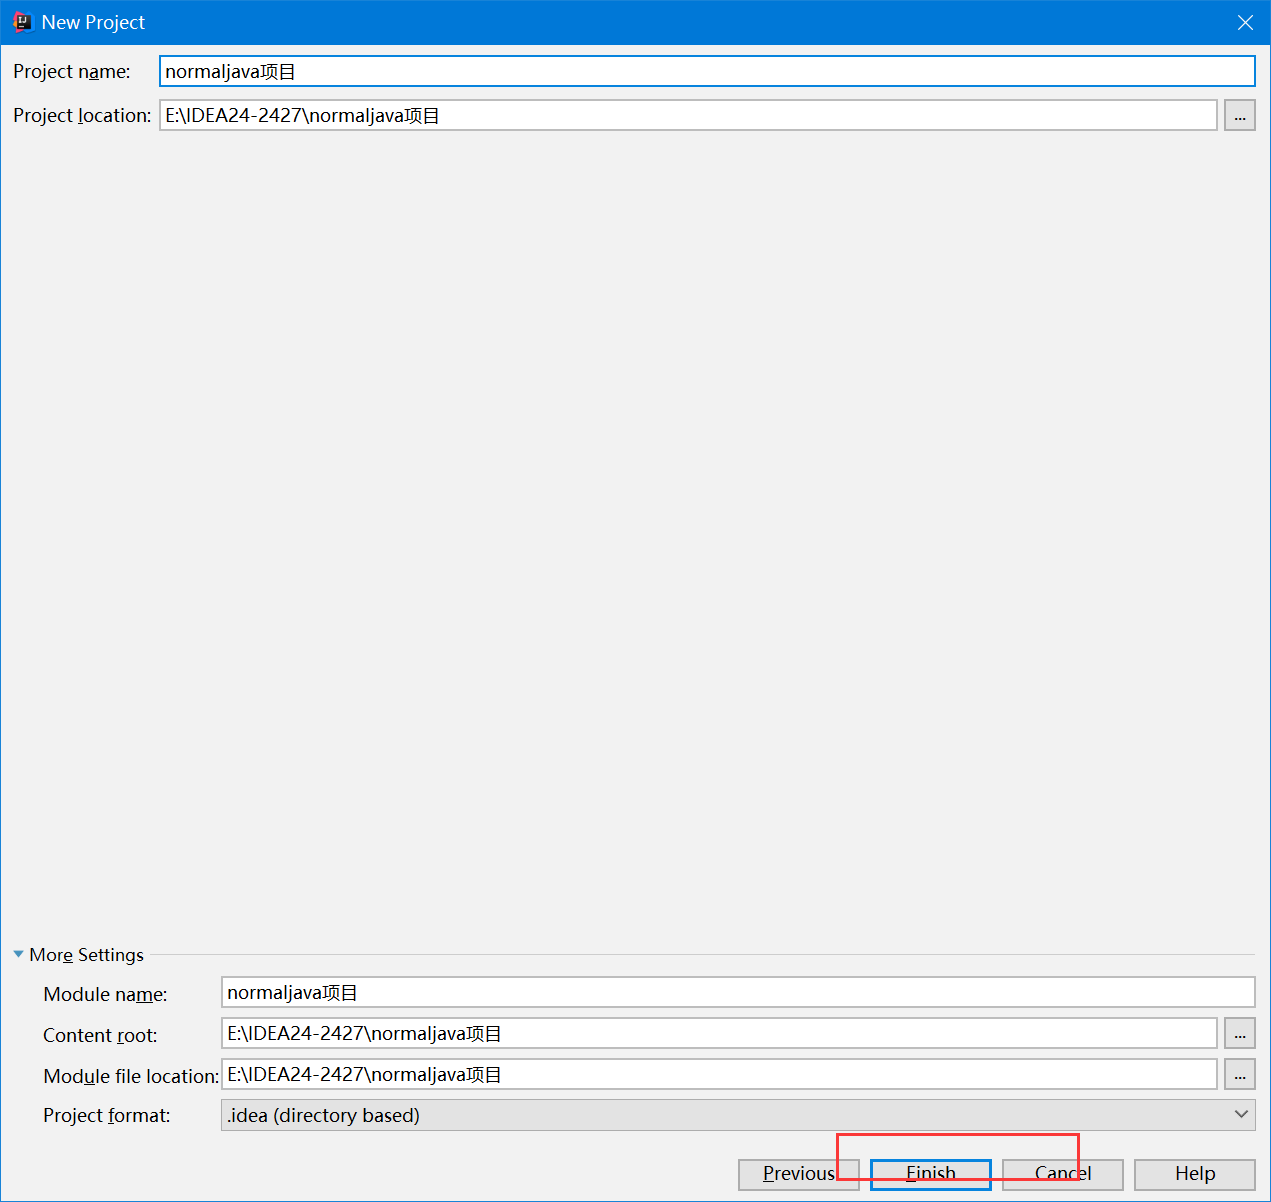 New Project
Project name: normaljava项目
Project location: E:\IDEA24-2427\normaljava项目 ...
More Settings
Module name: normaljava项目
Content root: E:\IDEA24-2427\normaljava项目 ...
Module file location: E:\IDEA24-2427\normaljava项目 ...
Project format: .idea (directory based)
Previous Finish Cancel Help